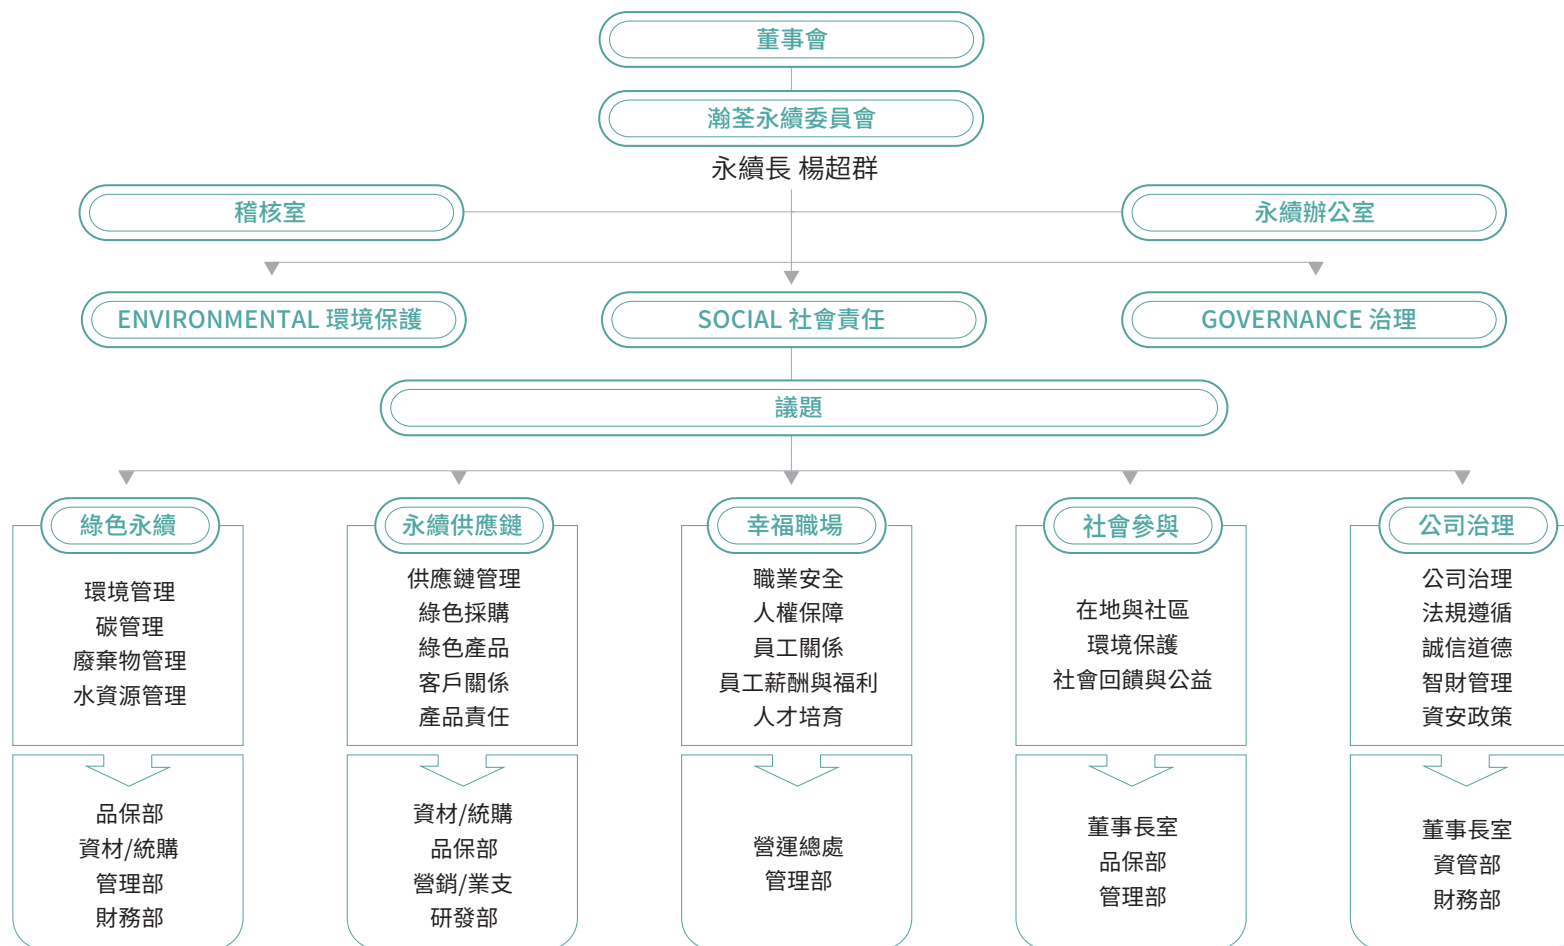 董事會
瀚荃永續委員會
永續長 楊超群
稽核室
永續辦公室
ENVIRONMENTAL 環境保護
SOCIAL 社會責任
GOVERNANCE 治理
議題
綠色永續
環境管理
碳管理
廢棄物管理
水資源管理
品保部
資材/統購
管理部
財務部
永續供應鏈
供應鏈管理
綠色採購
綠色產品
客戶關係
產品責任
資材/統購
品保部
營銷/業支
研發部
幸福職場
職業安全
人權保障
員工關係
員工薪酬與福利
人才培育
營運總處
管理部
社會參與
在地與社區
環境保護
社會回饋與公益
董事長室
品保部
管理部
公司治理
公司治理
法規遵循
誠信道德
智財管理
資安政策
董事長室
資管部
財務部